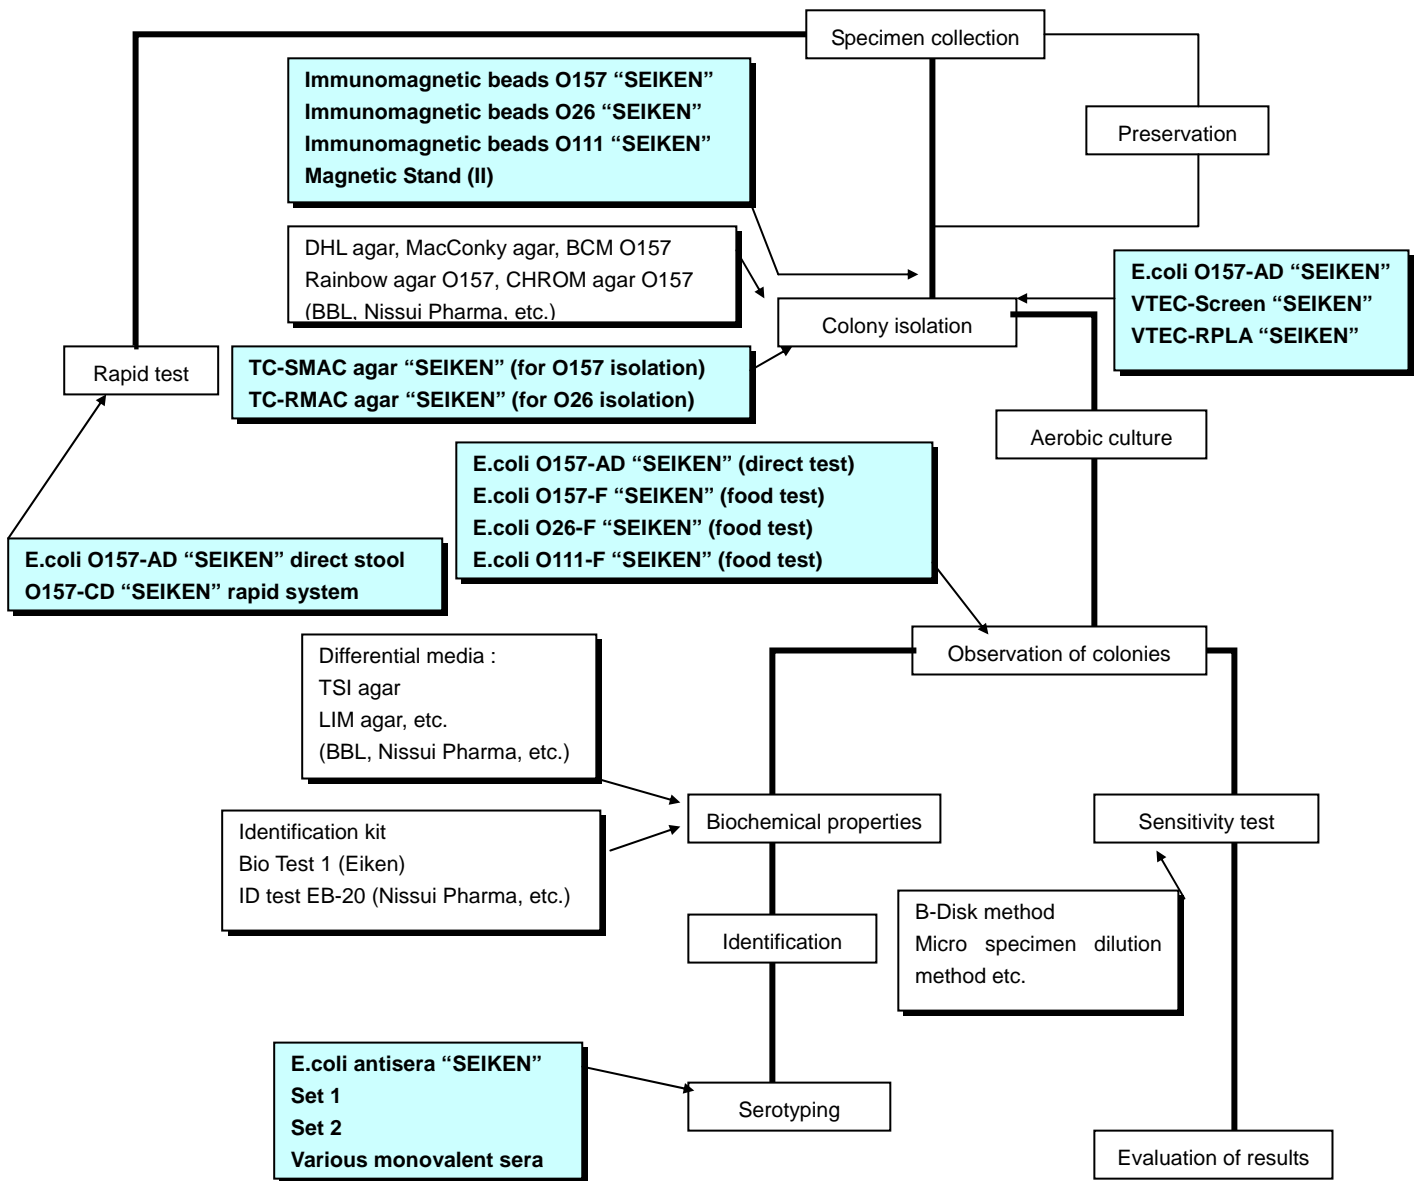 Specimen collection
Immunomagnetic beads O157 “SEIKEN”
Immunomagnetic beads O26 “SEIKEN”
Immunomagnetic beads O111 “SEIKEN”
Magnetic Stand (II)
Preservation
DHL agar, MacConky agar, BCM O157
Rainbow agar O157, CHROM agar O157
(BBL, Nissui Pharma, etc.)
E.coli O157-AD “SEIKEN”
VTEC-Screen “SEIKEN”
VTEC-RPLA “SEIKEN”
Colony isolation
Rapid test
TC-SMAC agar “SEIKEN” (for O157 isolation)
TC-RMAC agar “SEIKEN” (for O26 isolation)
Aerobic culture
E.coli O157-AD “SEIKEN” (direct test)
E.coli O157-F “SEIKEN” (food test)
E.coli O26-F “SEIKEN” (food test)
E.coli O111-F “SEIKEN” (food test)
E.coli O157-AD “SEIKEN” direct stool
O157-CD “SEIKEN” rapid system
Observation of colonies
Differential media :
TSI agar
LIM agar, etc.
(BBL, Nissui Pharma, etc.)
Biochemical properties
Sensitivity test
Identification kit
Bio Test 1 (Eiken)
ID test EB-20 (Nissui Pharma, etc.)
B-Disk method
Micro specimen dilution
method etc.
Identification
E.coli antisera “SEIKEN”
Set 1
Set 2
Various monovalent sera
Serotyping
Evaluation of results